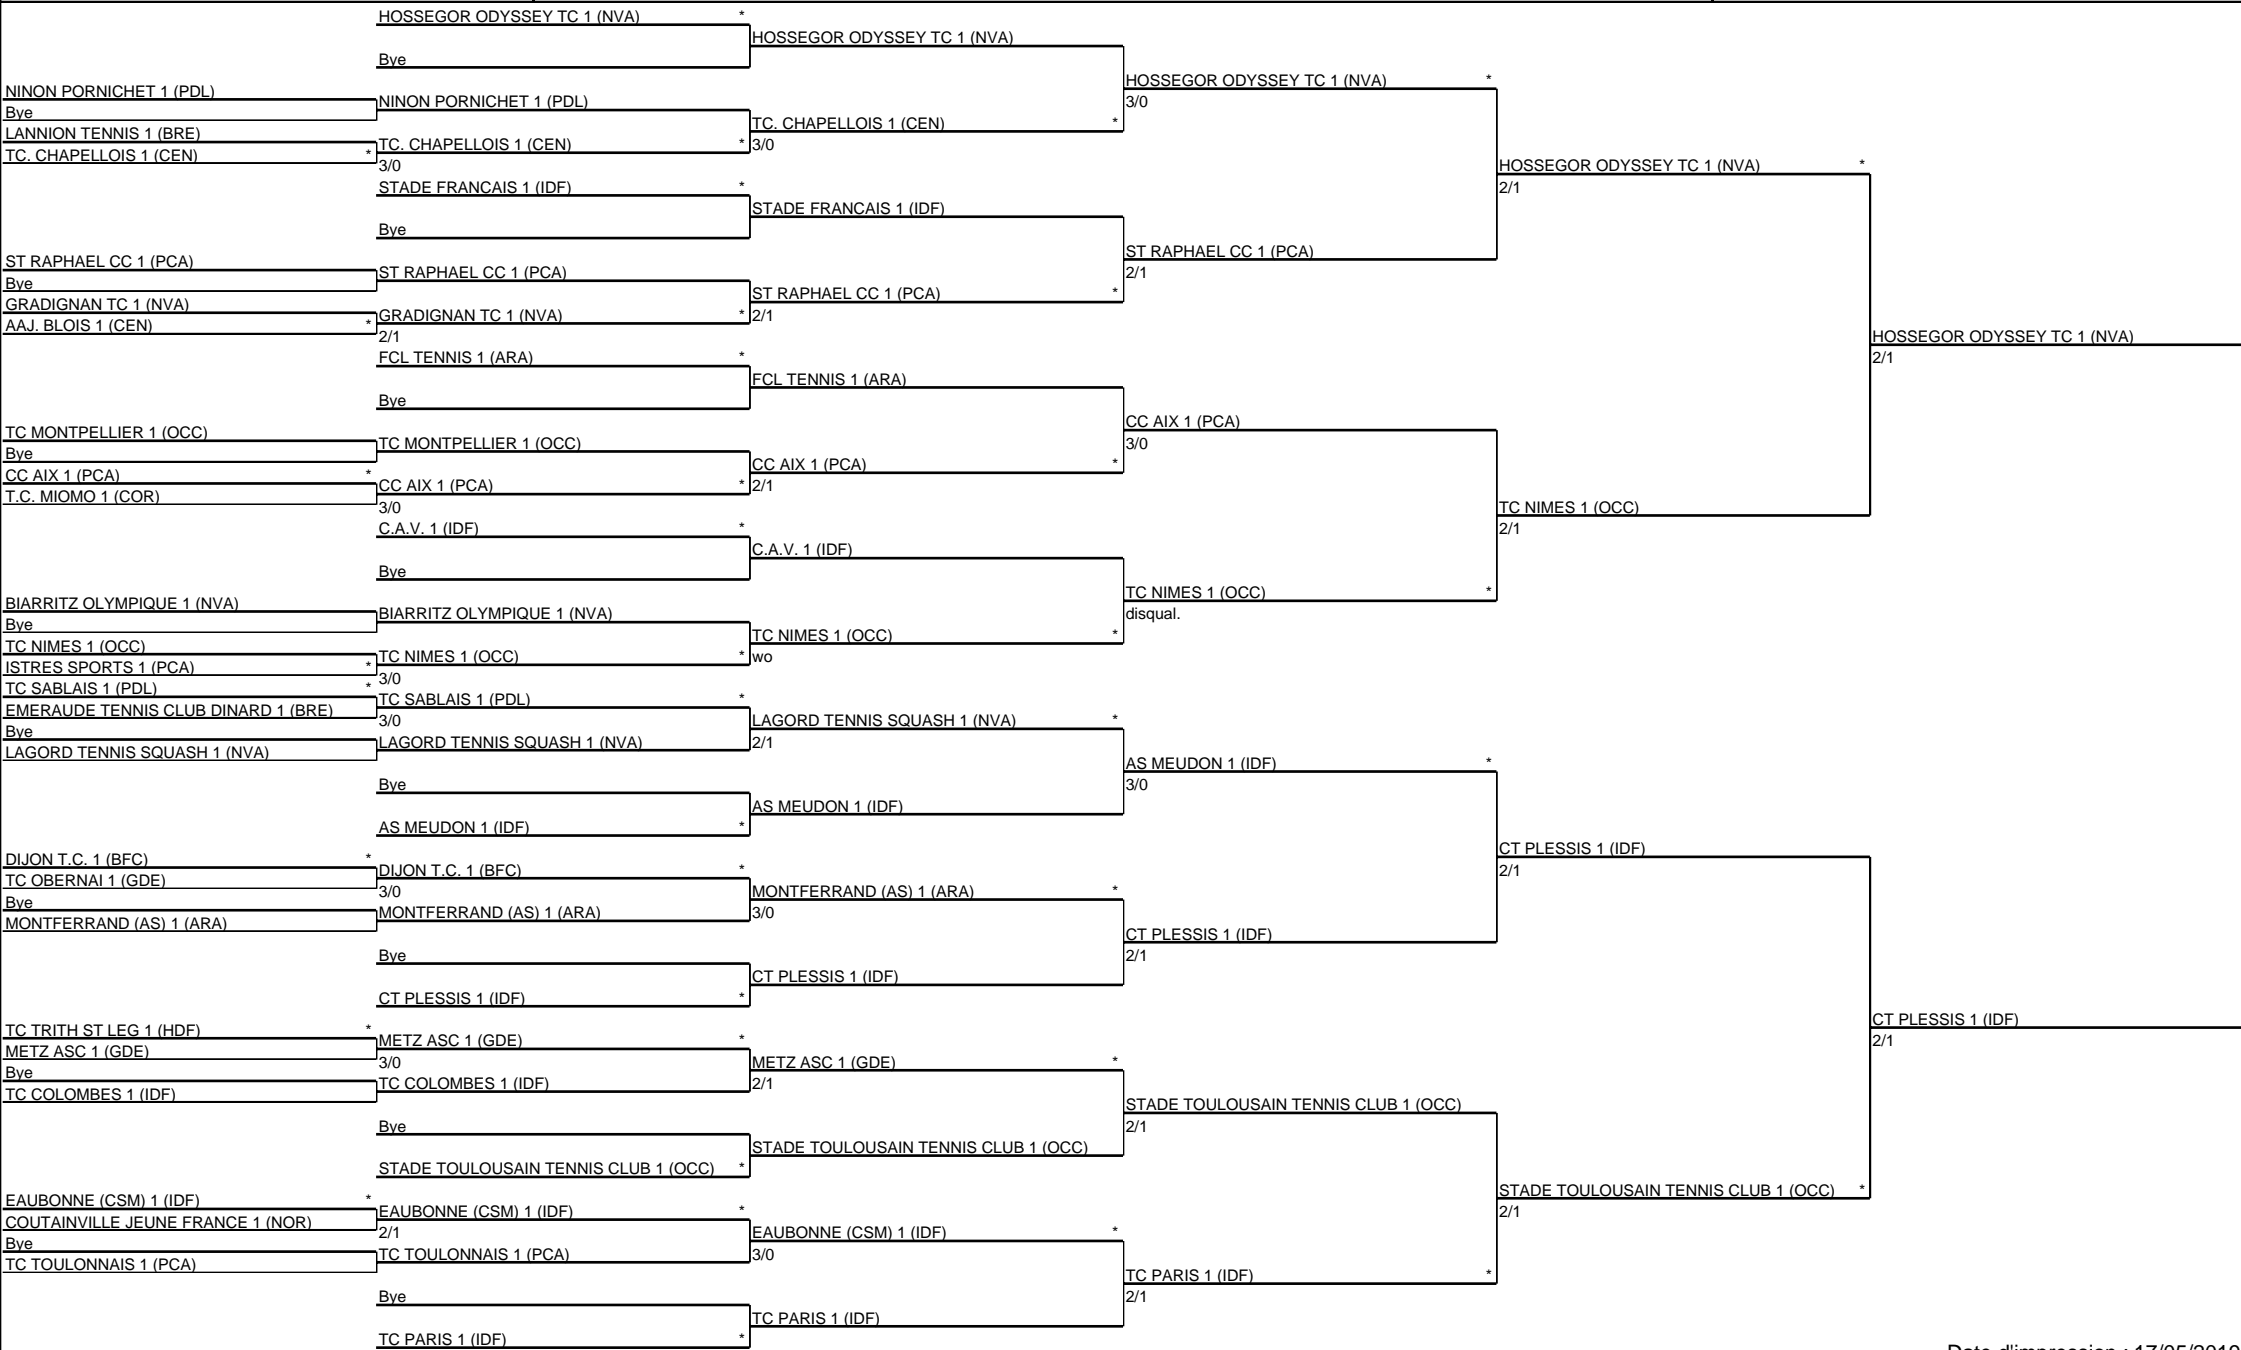 HOSSEGOR ODYSSEY TC 1 (NVA) *
HOSSEGOR ODYSSEY TC 1 (NVA)
Bye
HOSSEGOR ODYSSEY TC 1 (NVA) *
NINON PORNICHET 1 (PDL)
NINON PORNICHET 1 (PDL)
3/0
Bye
TC. CHAPELLOIS 1 (CEN) *
LANNION TENNIS 1 (BRE)
TC. CHAPELLOIS 1 (CEN) * 3/0
TC. CHAPELLOIS 1 (CEN) *
3/0
HOSSEGOR ODYSSEY TC 1 (NVA) *
STADE FRANCAIS 1 (IDF) *
2/1
STADE FRANCAIS 1 (IDF)
Bye
ST RAPHAEL CC 1 (PCA)
ST RAPHAEL CC 1 (PCA)
ST RAPHAEL CC 1 (PCA)
2/1
Bye
ST RAPHAEL CC 1 (PCA) *
GRADIGNAN TC 1 (NVA)
GRADIGNAN TC 1 (NVA) * 2/1
AAJ. BLOIS 1 (CEN) *
2/1
HOSSEGOR ODYSSEY TC 1 (NVA)
FCL TENNIS 1 (ARA) *
2/1
FCL TENNIS 1 (ARA)
Bye
CC AIX 1 (PCA)
TC MONTPELLIER 1 (OCC)
TC MONTPELLIER 1 (OCC)
3/0
Bye
CC AIX 1 (PCA) *
CC AIX 1 (PCA) *
CC AIX 1 (PCA) * 2/1
T.C. MIOMO 1 (COR)
3/0
TC NIMES 1 (OCC)
C.A.V. 1 (IDF) *
2/1
C.A.V. 1 (IDF)
Bye
TC NIMES 1 (OCC) *
BIARRITZ OLYMPIQUE 1 (NVA)
BIARRITZ OLYMPIQUE 1 (NVA)
disqual.
Bye
TC NIMES 1 (OCC) *
TC NIMES 1 (OCC)
TC NIMES 1 (OCC) * wo
ISTRES SPORTS 1 (PCA) *
3/0
TC SABLAIS 1 (PDL) *
TC SABLAIS 1 (PDL) *
EMERAUDE TENNIS CLUB DINARD 1 (BRE)
3/0
LAGORD TENNIS SQUASH 1 (NVA) *
Bye
LAGORD TENNIS SQUASH 1 (NVA)
2/1
LAGORD TENNIS SQUASH 1 (NVA)
AS MEUDON 1 (IDF) *
Bye
3/0
AS MEUDON 1 (IDF)
AS MEUDON 1 (IDF) *
CT PLESSIS 1 (IDF)
DIJON T.C. 1 (BFC) *
DIJON T.C. 1 (BFC) *
2/1
TC OBERNAI 1 (GDE)
3/0
MONTFERRAND (AS) 1 (ARA) *
Bye
MONTFERRAND (AS) 1 (ARA)
3/0
MONTFERRAND (AS) 1 (ARA)
CT PLESSIS 1 (IDF)
Bye
2/1
CT PLESSIS 1 (IDF)
CT PLESSIS 1 (IDF) *
CT PLESSIS 1 (IDF)
TC TRITH ST LEG 1 (HDF) *
METZ ASC 1 (GDE) *
2/1
METZ ASC 1 (GDE)
3/0
METZ ASC 1 (GDE) *
Bye
TC COLOMBES 1 (IDF)
2/1
TC COLOMBES 1 (IDF)
STADE TOULOUSAIN TENNIS CLUB 1 (OCC)
Bye
2/1
STADE TOULOUSAIN TENNIS CLUB 1 (OCC)
STADE TOULOUSAIN TENNIS CLUB 1 (OCC) *
STADE TOULOUSAIN TENNIS CLUB 1 (OCC) *
EAUBONNE (CSM) 1 (IDF) *
EAUBONNE (CSM) 1 (IDF) *
2/1
COUTAINVILLE JEUNE FRANCE 1 (NOR)
2/1
EAUBONNE (CSM) 1 (IDF) *
Bye
TC TOULONNAIS 1 (PCA)
3/0
TC TOULONNAIS 1 (PCA)
TC PARIS 1 (IDF) *
Bye
2/1
TC PARIS 1 (IDF)
TC PARIS 1 (IDF) *
Date d'impression : 17/05/2019